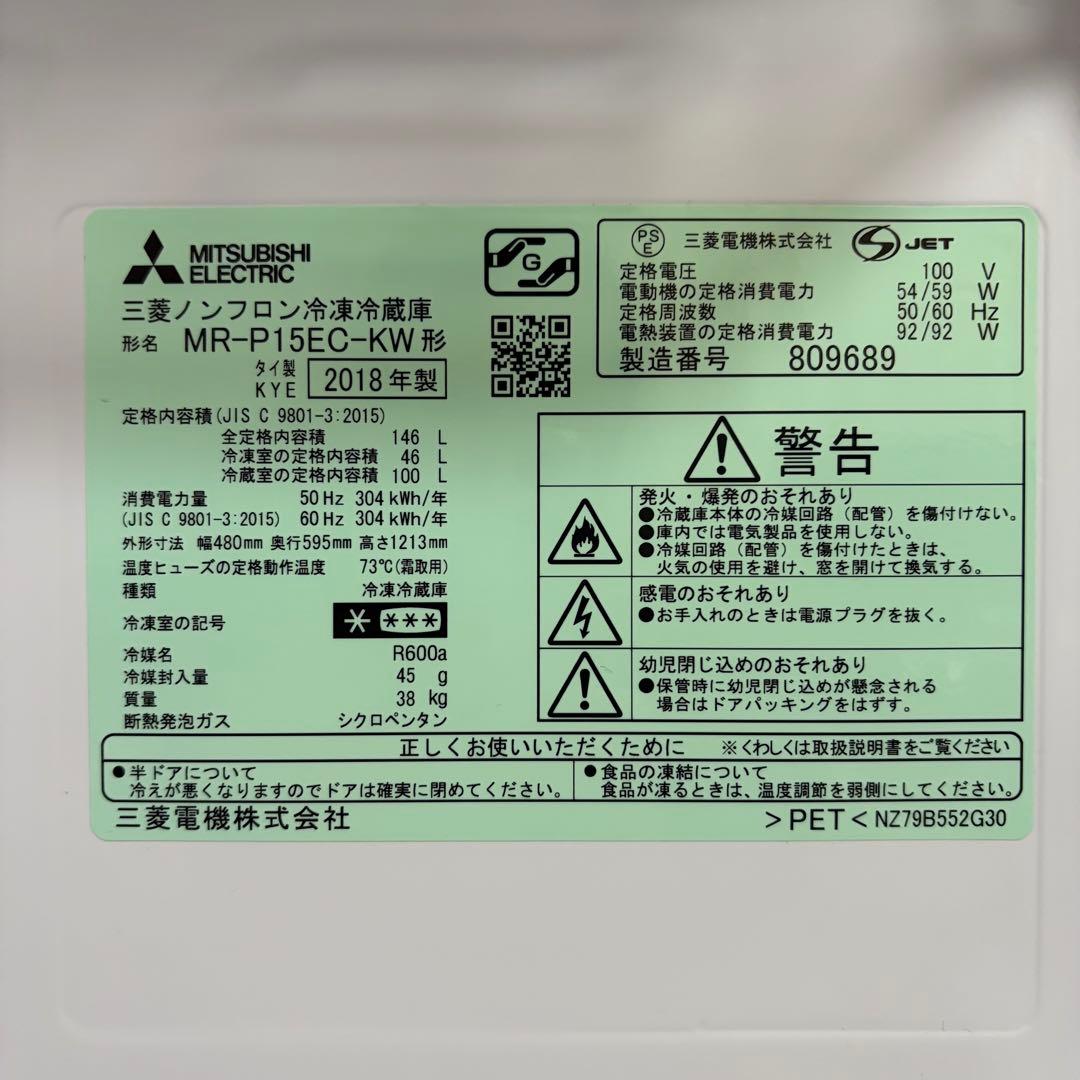 MITSUBISHI
ELECTRIC
三菱ノンフロン冷凍冷蔵庫
形名 MR-P15EC-KW形
タイ製
KYE 2018年製
定格内容積(JIS C 9801-3:2015)
全定格内容積 146 L
冷凍室の定格内容積 46 L
冷蔵室の定格内容積 100 L
消費電力量 50Hz 304kWh/年
(JIS C 9801-3:2015) 60Hz 304kWh/年
外形寸法 幅480mm 奥行595mm 高さ1213mm
温度ヒューズの定格動作温度 73℃(霜取用)
種類 冷凍冷蔵庫
冷凍室の記号 * ***
冷媒名 R600a
冷媒封入量 45 g
質量 38 kg
断熱発泡ガス シクロペンタン
G
PS
E 三菱電機株式会社 S JET
定格電圧 100 V
電動機の定格消費電力 54/59 W
定格周波数 50/60 Hz
電熱装置の定格消費電力 92/92 W
製造番号 809689
警告
発火・爆発のおそれあり
●冷蔵庫本体の冷媒回路（配管）を傷付けない。
●庫内では電気製品を使用しない。
●冷媒回路（配管）を傷付けたときは、
火気の使用を避け、窓を開けて換気する。
感電のおそれあり
●お手入れのときは電源プラグを抜く。
幼児閉じ込めのおそれあり
●保管時に幼児閉じ込めが懸念される
場合はドアパッキングをはずす。
正しくお使いいただくために ※くわしくは取扱説明書をご覧ください
●半ドアについて
冷えが悪くなりますのでドアは確実に閉めてください。
●食品の凍結について
食品が凍るときは、温度調節を弱側にしてください。
三菱電機株式会社 >PET< NZ79B552G30